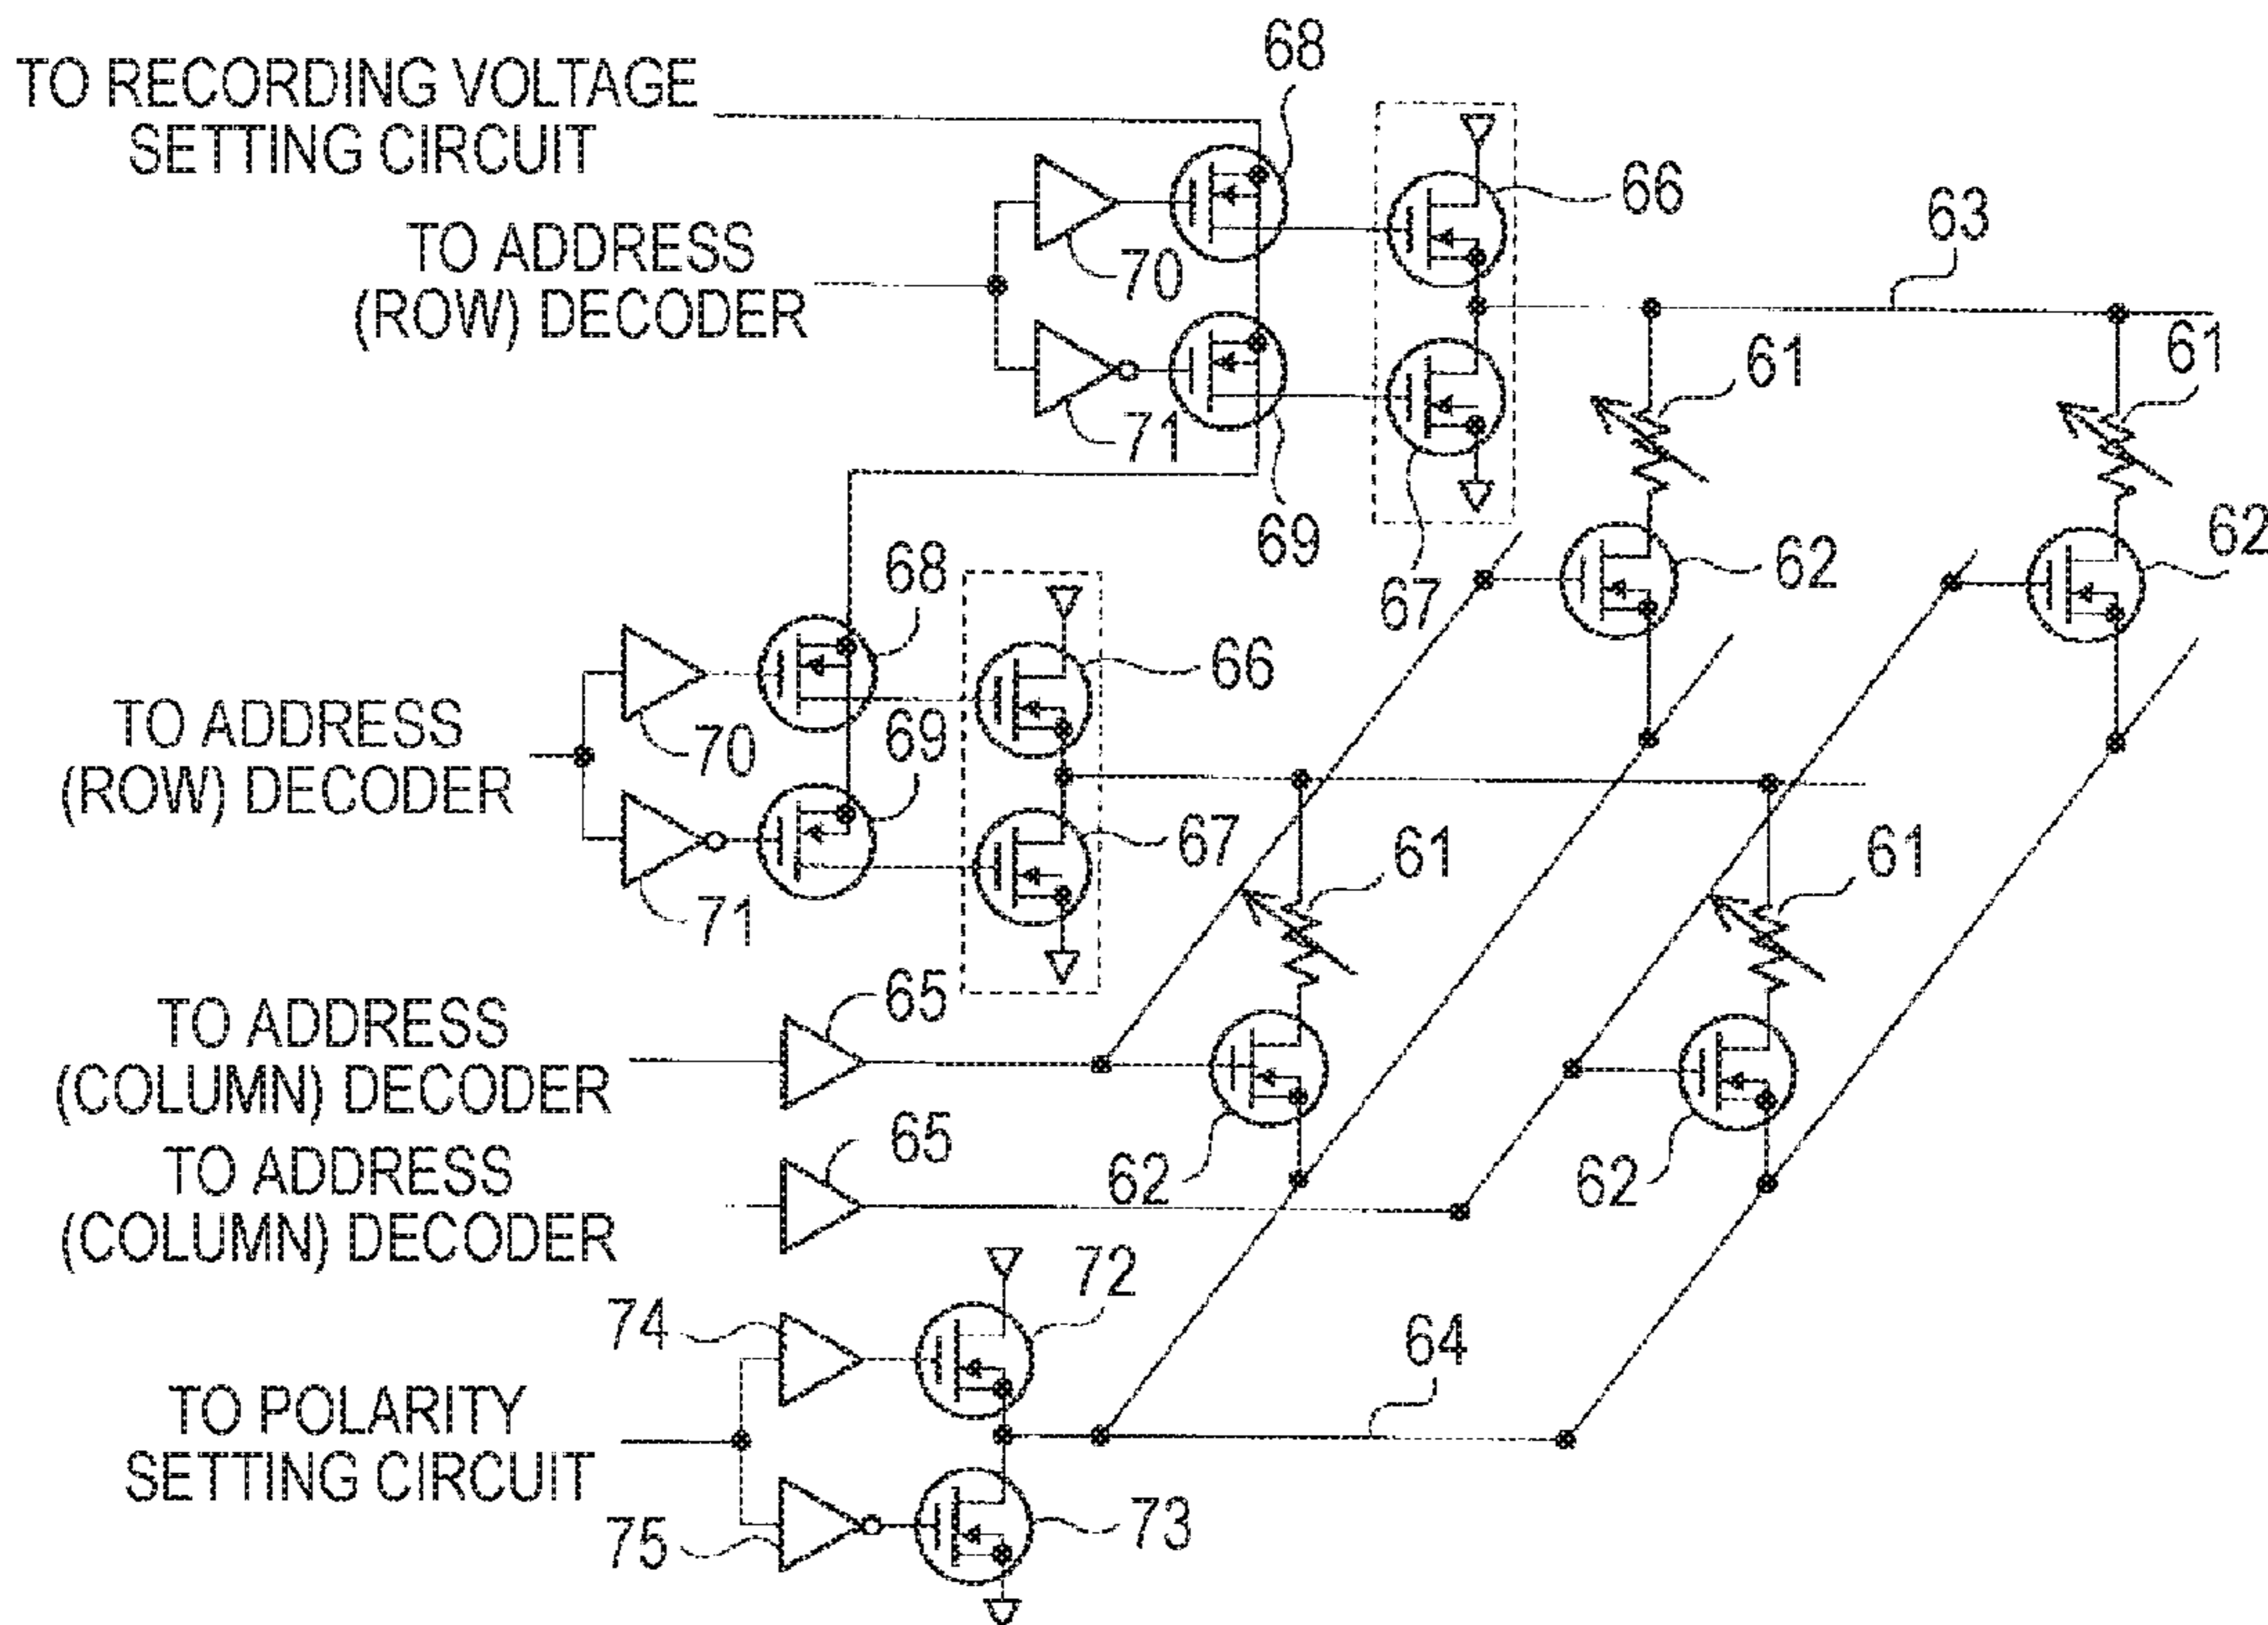 68
TO RECORDING VOLTAGE
SETTING CIRCUIT
66
63
TO ADDRESS
(ROW) DECODER
70
61
61
71
69
67
62
62
68
66
TO ADDRESS
(ROW) DECODER
70
69
67
61
61
71
65
TO ADDRESS
(COLUMN) DECODER
65
62
62
TO ADDRESS
(COLUMN) DECODER
72
74
64
TO POLARITY
SETTING CIRCUIT
73
75